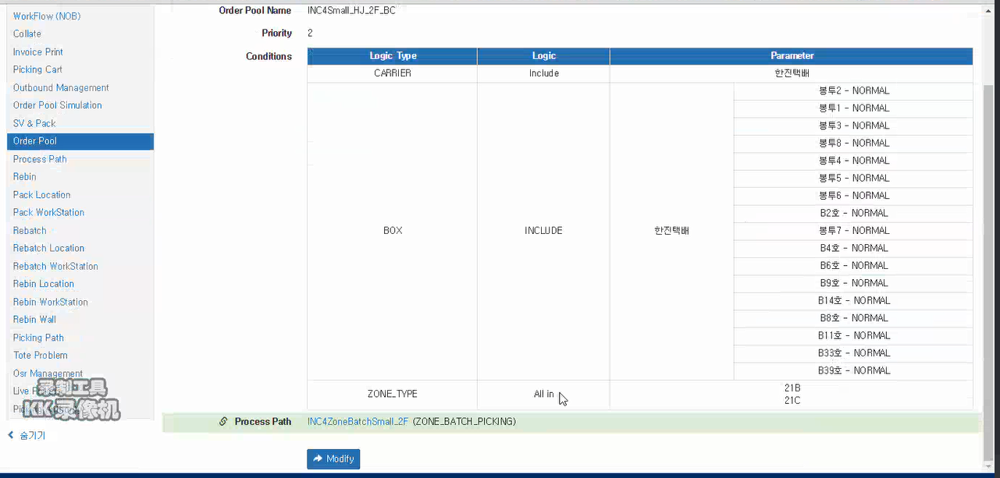 WorkFlow (NOB)
Collate
Invoice Print
Picking Cart
Outbound Management
Order Pool Simulation
SV & Pack
Order Pool
Process Path
Rebin
Pack Location
Pack WorkStation
Rebatch
Rebatch Location
Rebatch WorkStation
Rebin Location
Rebin WorkStation
Rebin Wall
Picking Path
Tote Problem
Osr Management
Live
录制工具
KK录像机
숨기기
Order Pool Name INC4Small_HJ_2F_BC
Priority 2
Conditions
Logic Type Logic Parameter
CARRIER Include 한진택배
BOX INCLUDE 한진택배
봉투2 - NORMAL
봉투1 - NORMAL
봉투3 - NORMAL
봉투8 - NORMAL
봉투4 - NORMAL
봉투5 - NORMAL
봉투6 - NORMAL
B2호 - NORMAL
봉투7 - NORMAL
B4호 - NORMAL
B6호 - NORMAL
B9호 - NORMAL
B14호 - NORMAL
B8호 - NORMAL
B11호 - NORMAL
B33호 - NORMAL
B39호 - NORMAL
ZONE_TYPE All in 21B
21C
Process Path INC4ZoneBatchSmall_2F (ZONE_BATCH_PICKING)
Modify